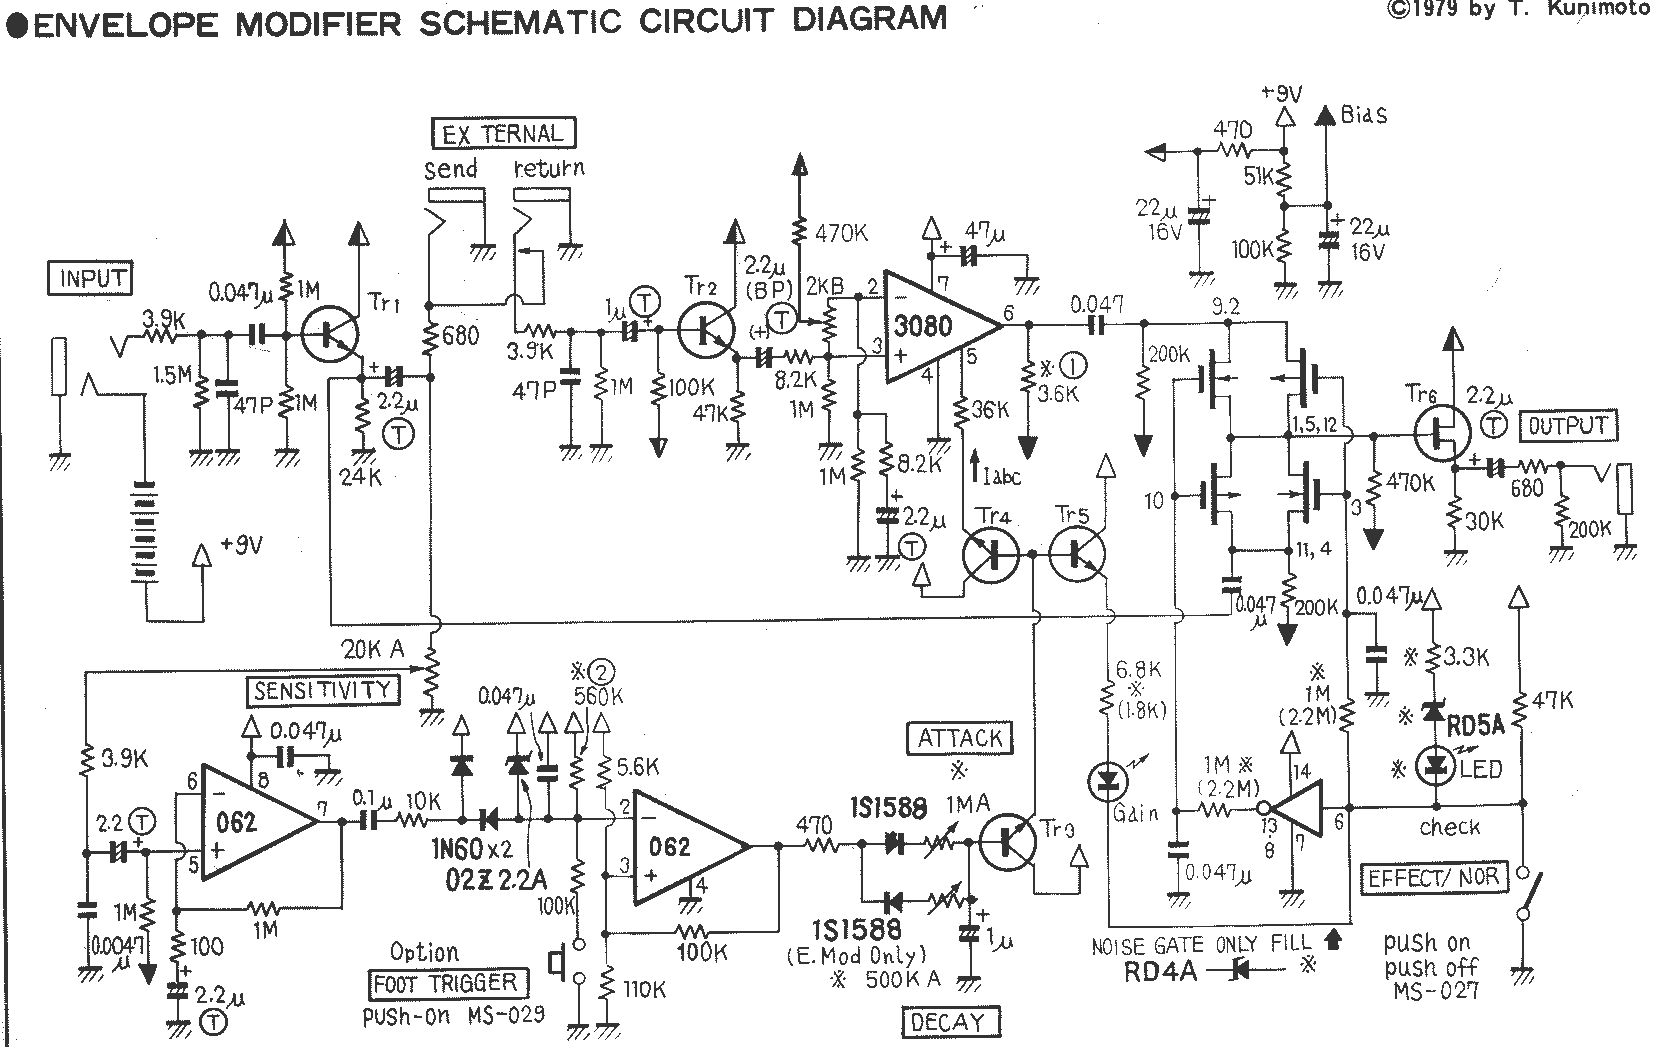 ●ENVELOPE MODIFIER SCHEMATIC CIRCUIT DIAGRAM
©1979 by T. Kunimoto
EX TERNAL
send return
INPUT
3.9K
0.047μ
1M
Tr1
1.5M
47P
1M
24K
2.2μ
T
680
+9V
3.9K
47P
1M
1μ
T
100K
Tr2
47K
2.2μ
(BP)
(+)
T
8.2K
470K
2KB
1M
2
3
3080
7
47μ
6
5
4
1M
8.2K
2.2μ
T
36K
Iabc
Tr4
Tr5
※ 1
3.6K
0.047
200K
+9V
Bias
470
51K
100K
22μ
16V
22μ
16V
9.2
1,5,12
10
3
11,4
0.047
μ
200K
470K
Tr6
2.2μ
T
OUTPUT
680
30K
200K
20K A
SENSITIVITY
3.9K
2.2 T
0.0047
μ
1M
100
2.2μ
T
6
5
062
8
0.047μ
7
1M
0.1μ
10K
1N60x2
02Z2.2A
0.047μ
※2
560K
5.6K
100K
Option
FOOT TRIGGER
push-on MS-029
2
3
062
4
100K
110K
470
1S1588
1S1588
(E. Mod Only)
※ 500K A
ATTACK
※
1MA
Tr3
1μ
DECAY
6.8K
※
(1.8K)
Gain
1M※
(2.2M)
0.047μ
13
8
14
7
6
※
1M
(2.2M)
0.047μ
※ 3.3K
※ RD5A
※ LED
47K
check
EFFECT/NOR
NOISE GATE ONLY FILL
RD4A ※
push on
push off
MS-027